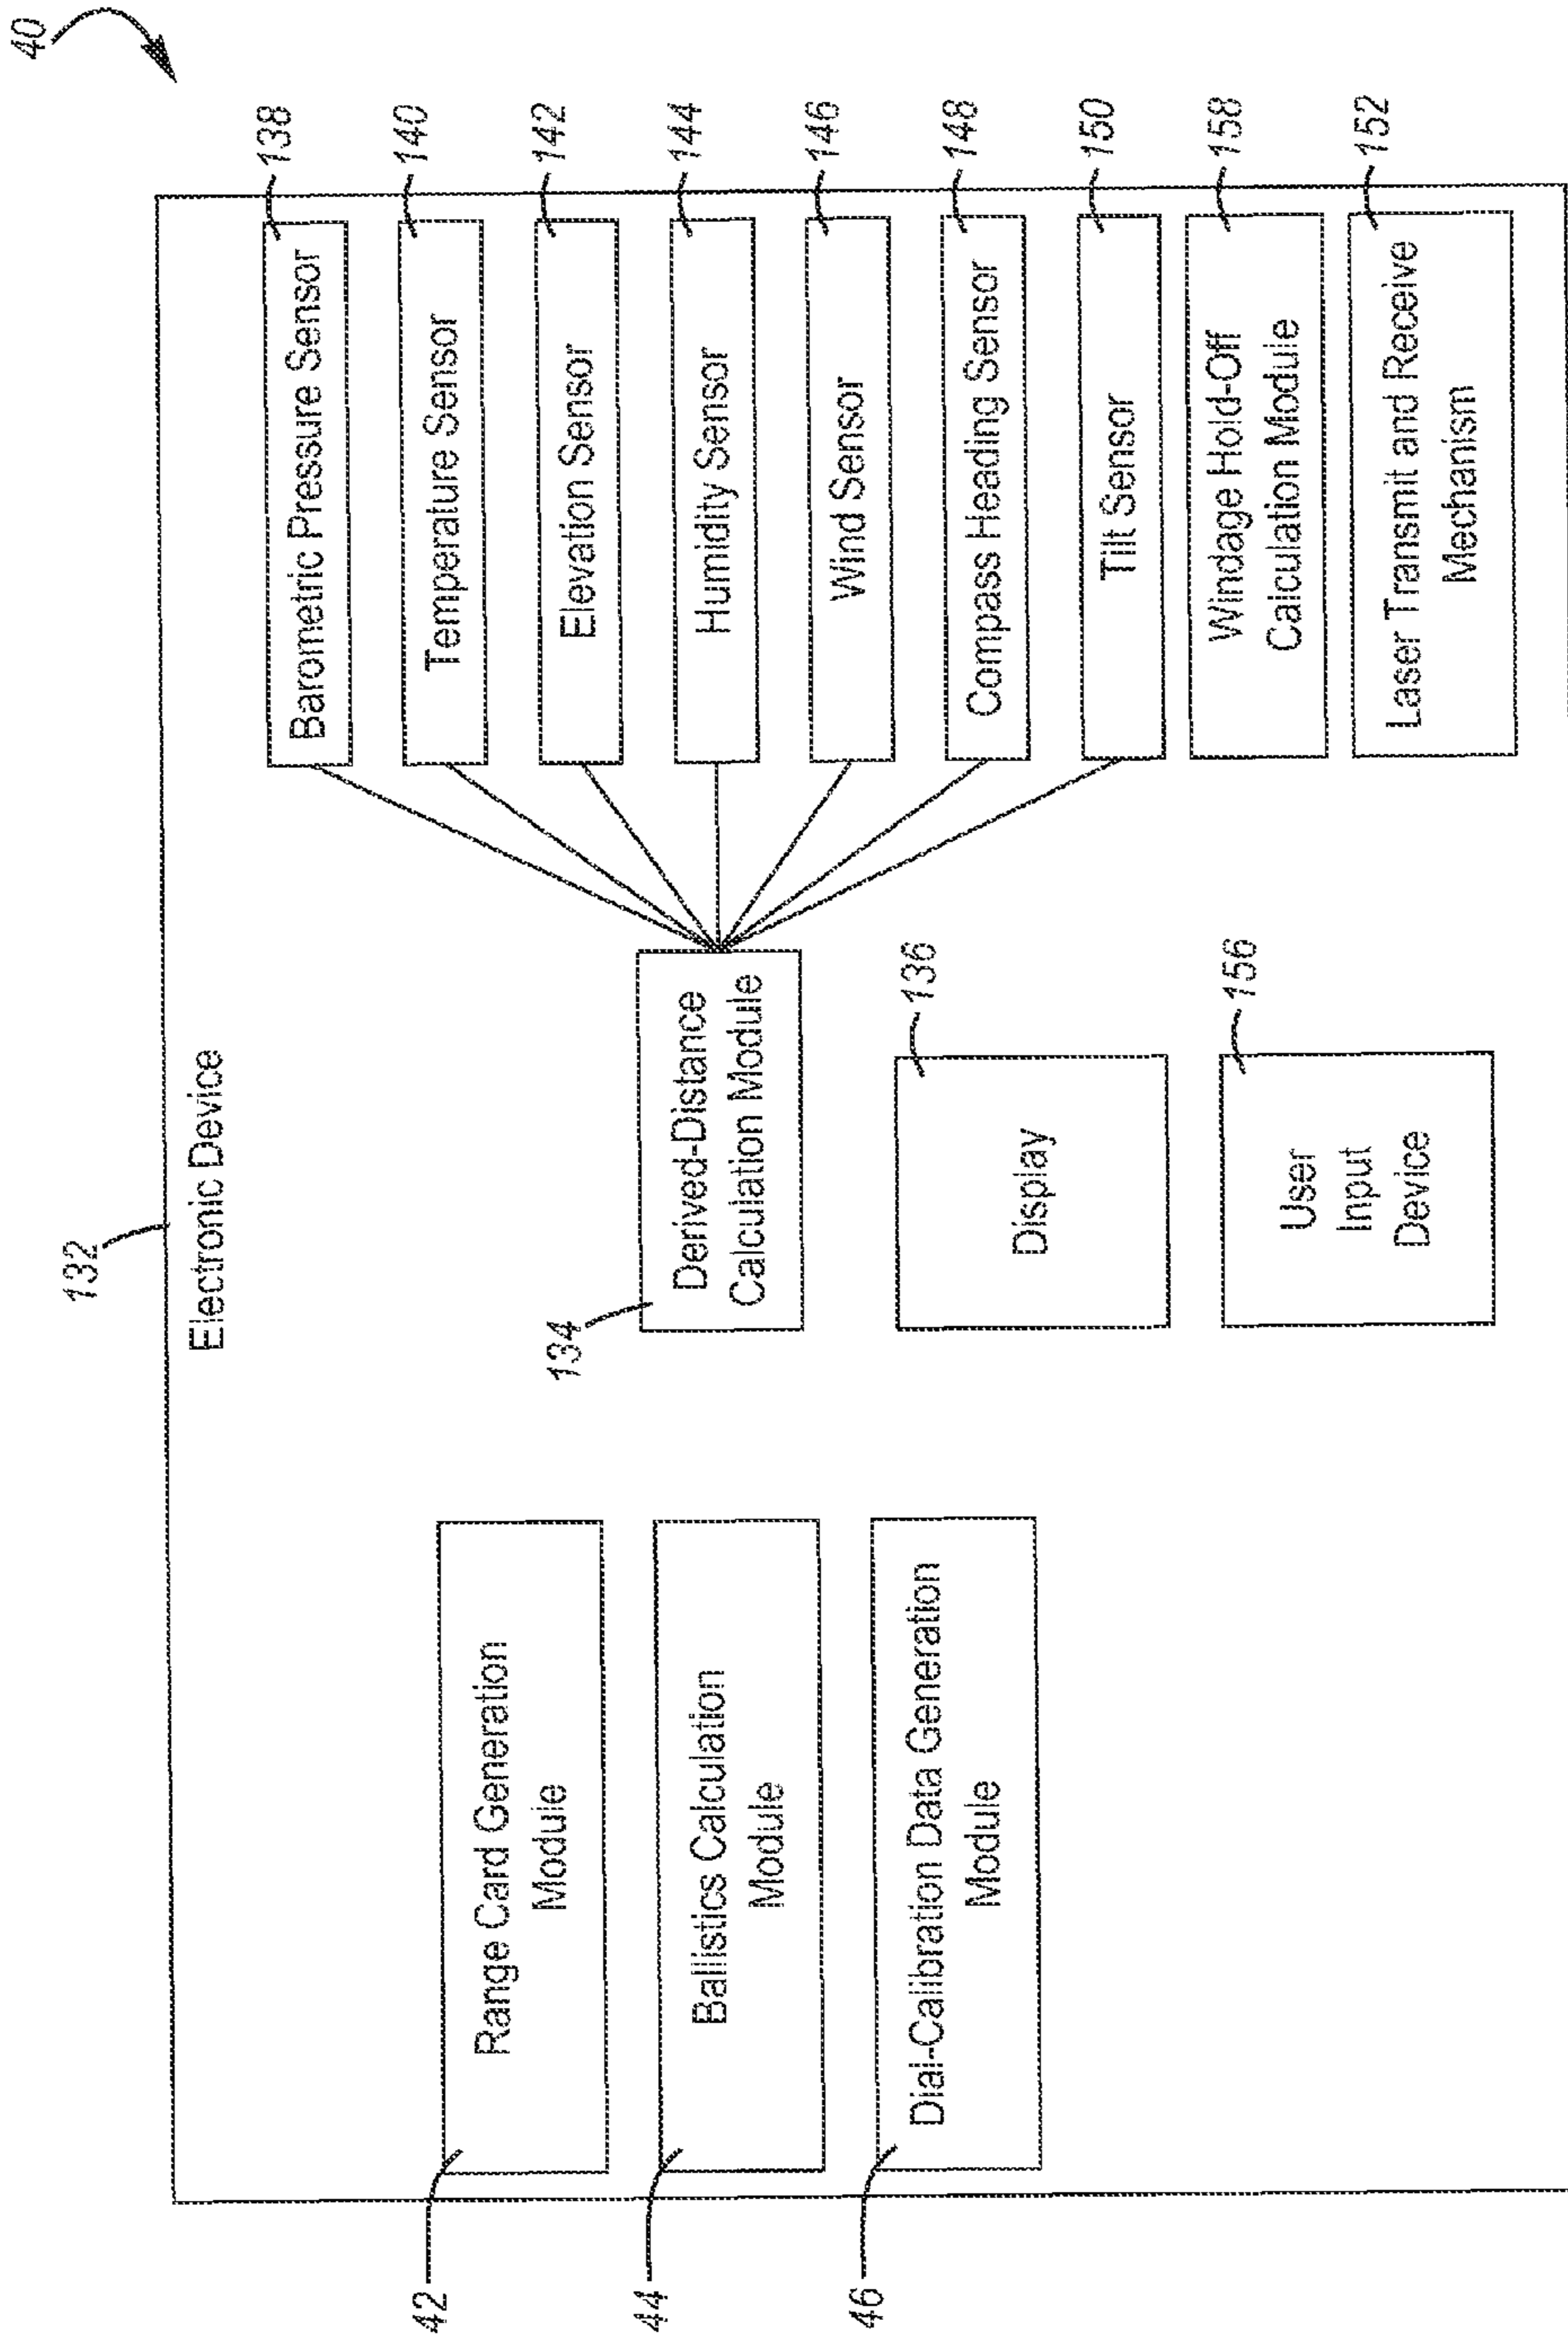 40
132
Electronic Device
42
Range Card Generation
Module
44
Ballistics Calculation
Module
46
Dial-Calibration Data Generation
Module
134
Derived-Distance
Calculation Module
Display
136
User
Input
Device
156
Barometric Pressure Sensor
138
Temperature Sensor
140
Elevation Sensor
142
Humidity Sensor
144
Wind Sensor
146
Compass Heading Sensor
148
Tilt Sensor
150
Windage Hold-Off
Calculation Module
158
Laser Transmit and Receive
Mechanism
152